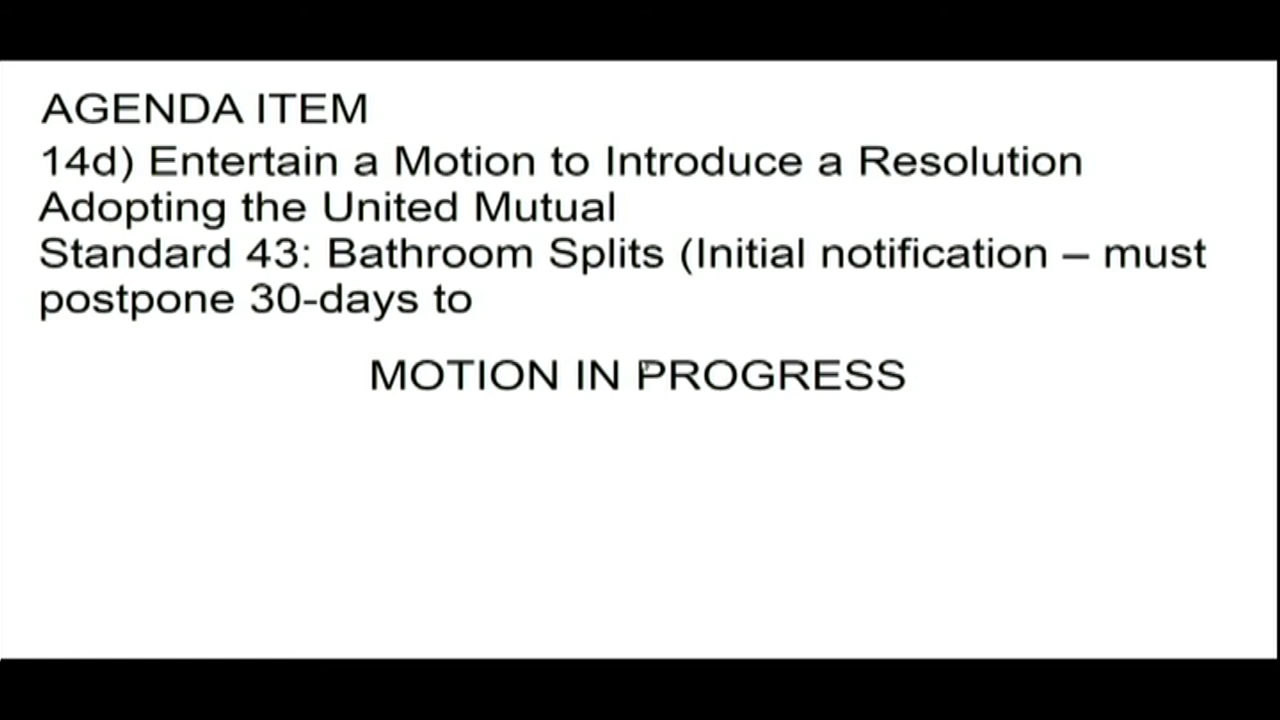 AGENDA ITEM
14d) Entertain a Motion to Introduce a Resolution
Adopting the United Mutual
Standard 43: Bathroom Splits (Initial notification – must
postpone 30-days to
MOTION IN PROGRESS